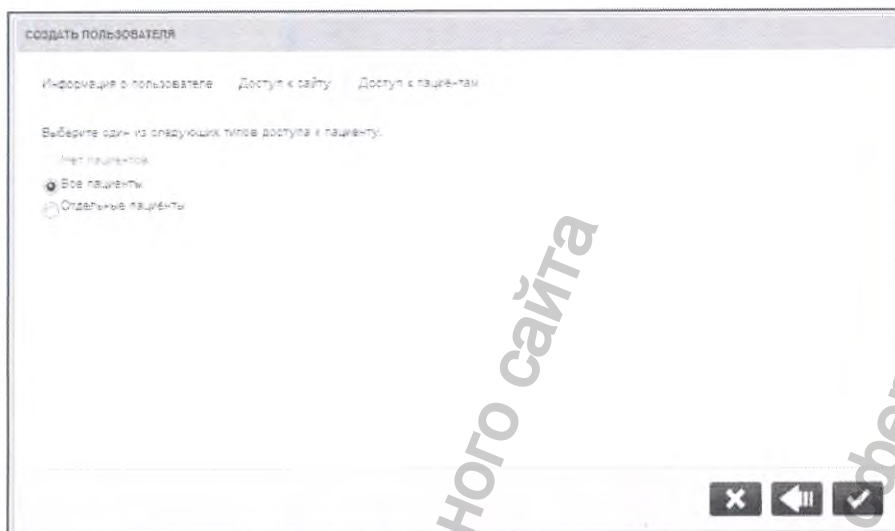 СОЗДАТЬ ПОЛЬЗОВАТЕЛЯ
Информация о пользователе Доступ к сайту Доступ к пациентам
Выберите один из следующих типов доступа к пациенту.
Нет пациентов
Все пациенты
Отдельные пациенты
ного сайта
сфер